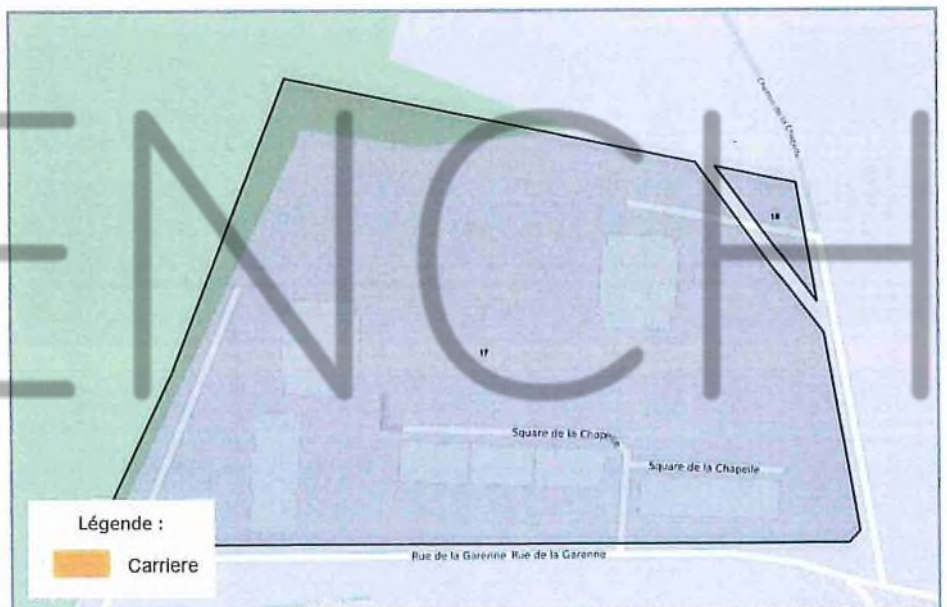 Chemin de la Chapelle
18
ENCH
17
Square de la Chapelle
Square de la Chapelle
Rue de la Garenne Rue de la Garenne
Légende :
Carriere